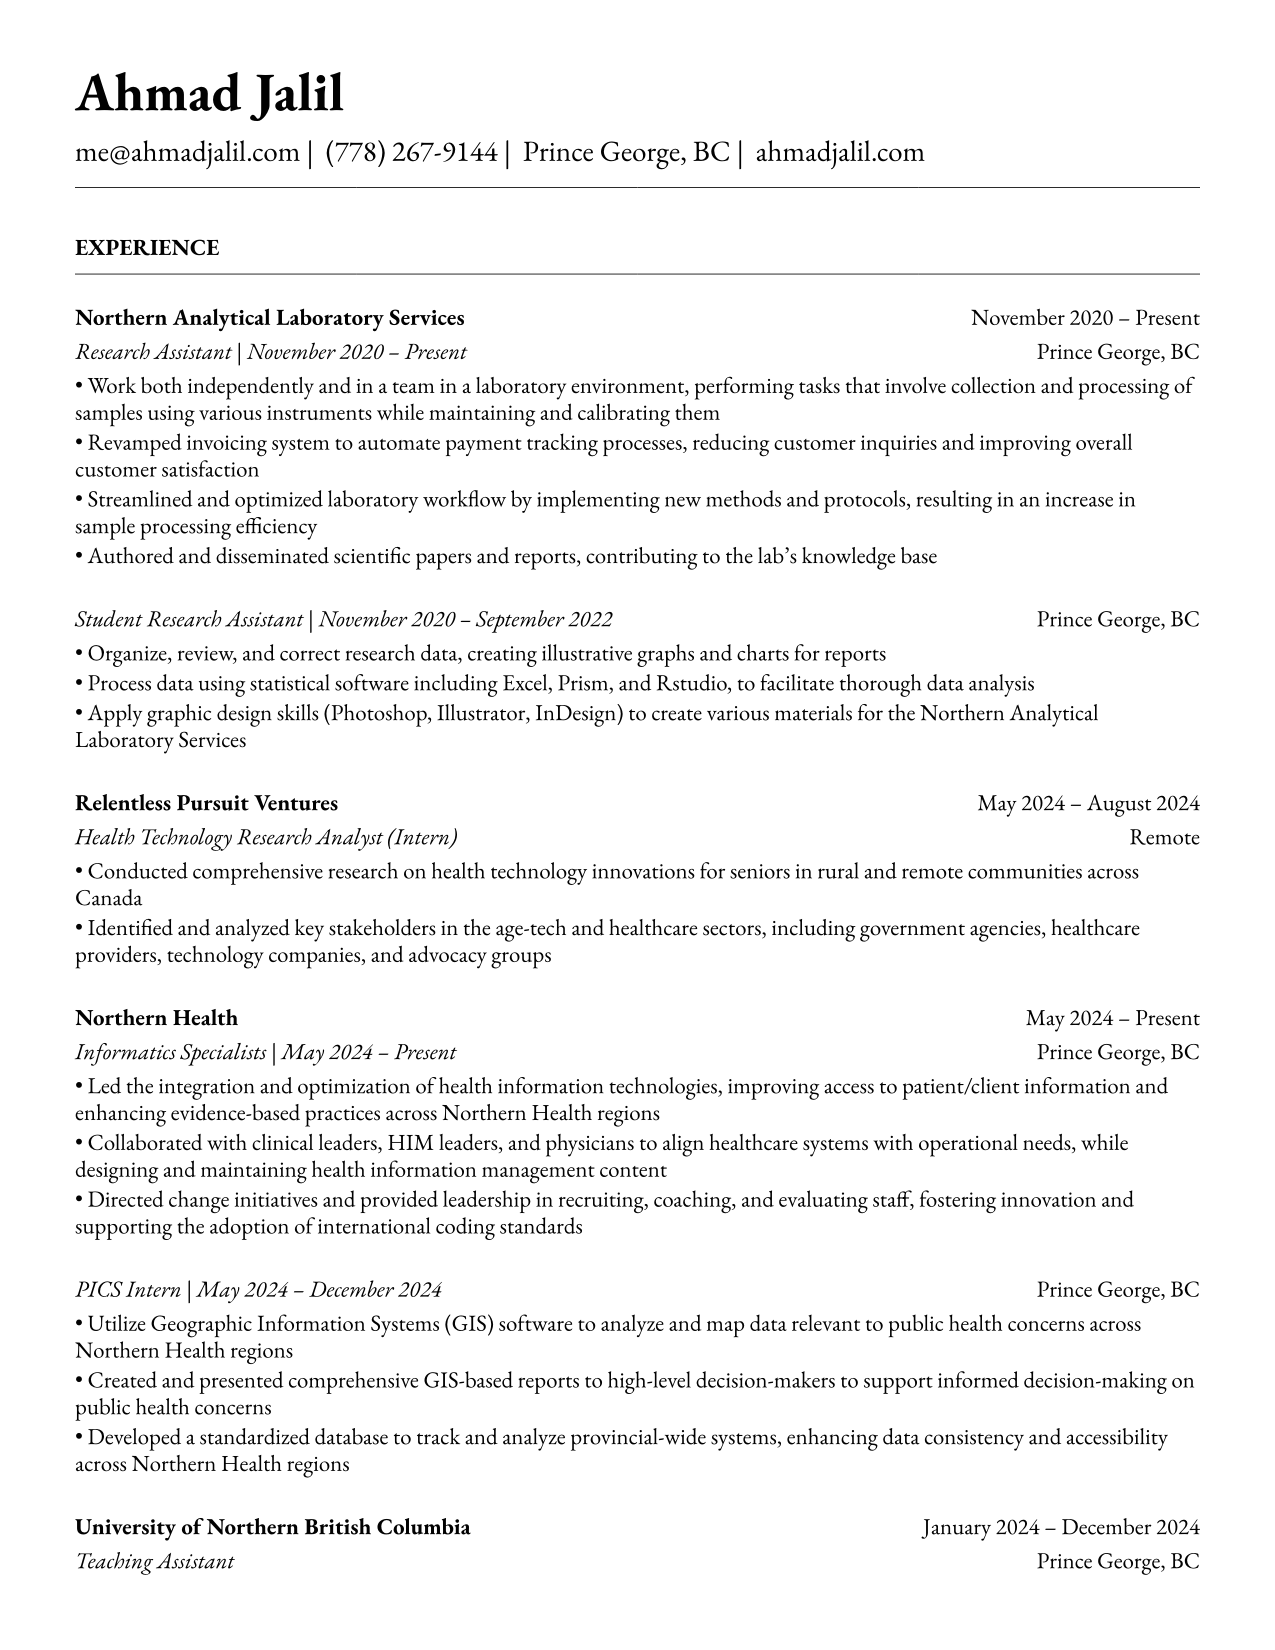 Ahmad Jalil
me@ahmadjalil.com | (778) 267-9144 | Prince George, BC | ahmadjalil.com
EXPERIENCE
Northern Analytical Laboratory Services November 2020 – Present
Research Assistant | November 2020 – Present Prince George, BC
• Work both independently and in a team in a laboratory environment, performing tasks that involve collection and processing of
samples using various instruments while maintaining and calibrating them
• Revamped invoicing system to automate payment tracking processes, reducing customer inquiries and improving overall
customer satisfaction
• Streamlined and optimized laboratory workflow by implementing new methods and protocols, resulting in an increase in
sample processing efficiency
• Authored and disseminated scientific papers and reports, contributing to the lab’s knowledge base
Student Research Assistant | November 2020 – September 2022 Prince George, BC
• Organize, review, and correct research data, creating illustrative graphs and charts for reports
• Process data using statistical software including Excel, Prism, and Rstudio, to facilitate thorough data analysis
• Apply graphic design skills (Photoshop, Illustrator, InDesign) to create various materials for the Northern Analytical
Laboratory Services
Relentless Pursuit Ventures May 2024 – August 2024
Health Technology Research Analyst (Intern) Remote
• Conducted comprehensive research on health technology innovations for seniors in rural and remote communities across
Canada
• Identified and analyzed key stakeholders in the age-tech and healthcare sectors, including government agencies, healthcare
providers, technology companies, and advocacy groups
Northern Health May 2024 – Present
Informatics Specialists | May 2024 – Present Prince George, BC
• Led the integration and optimization of health information technologies, improving access to patient/client information and
enhancing evidence-based practices across Northern Health regions
• Collaborated with clinical leaders, HIM leaders, and physicians to align healthcare systems with operational needs, while
designing and maintaining health information management content
• Directed change initiatives and provided leadership in recruiting, coaching, and evaluating staff, fostering innovation and
supporting the adoption of international coding standards
PICS Intern | May 2024 – December 2024 Prince George, BC
• Utilize Geographic Information Systems (GIS) software to analyze and map data relevant to public health concerns across
Northern Health regions
• Created and presented comprehensive GIS-based reports to high-level decision-makers to support informed decision-making on
public health concerns
• Developed a standardized database to track and analyze provincial-wide systems, enhancing data consistency and accessibility
across Northern Health regions
University of Northern British Columbia January 2024 – December 2024
Teaching Assistant Prince George, BC